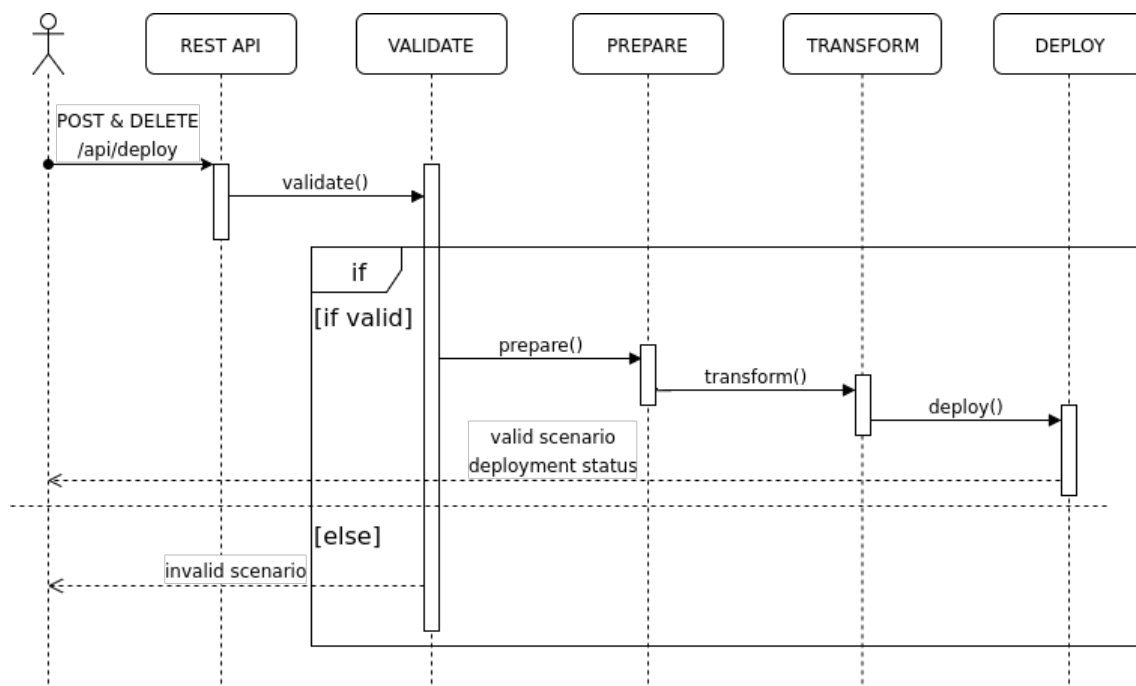 REST API
VALIDATE
PREPARE
TRANSFORM
DEPLOY
POST & DELETE
/api/deploy
validate()
if
[if valid]
prepare()
transform()
deploy()
valid scenario
deployment status
[else]
invalid scenario